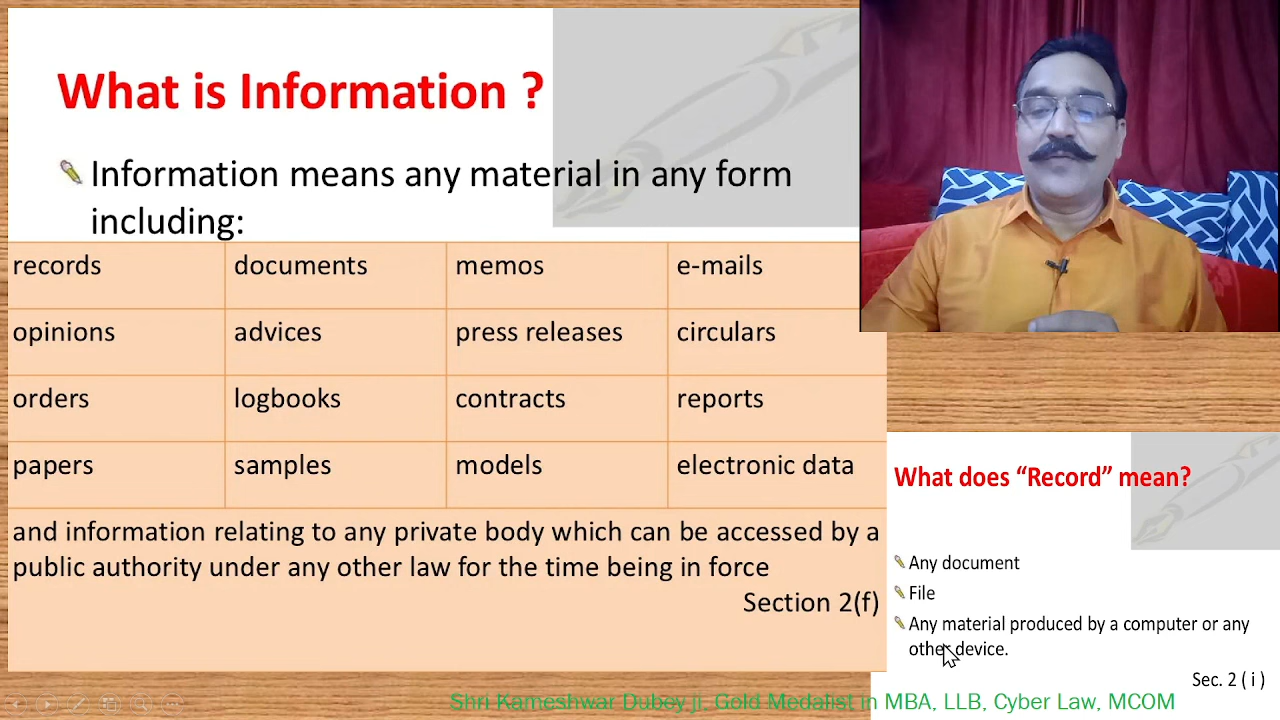 What is Information ?
Information means any material in any form
including:
records documents memos e-mails
opinions advices press releases circulars
orders logbooks contracts reports
papers samples models electronic data
and information relating to any private body which can be accessed by a
public authority under any other law for the time being in force
Section 2(f)
What does “Record” mean?
Any document
File
Any material produced by a computer or any
other device.
Sec. 2 ( i )
Shri Kameshwar Dubey ji, Gold Medalist in MBA, LLB, Cyber Law, MCOM